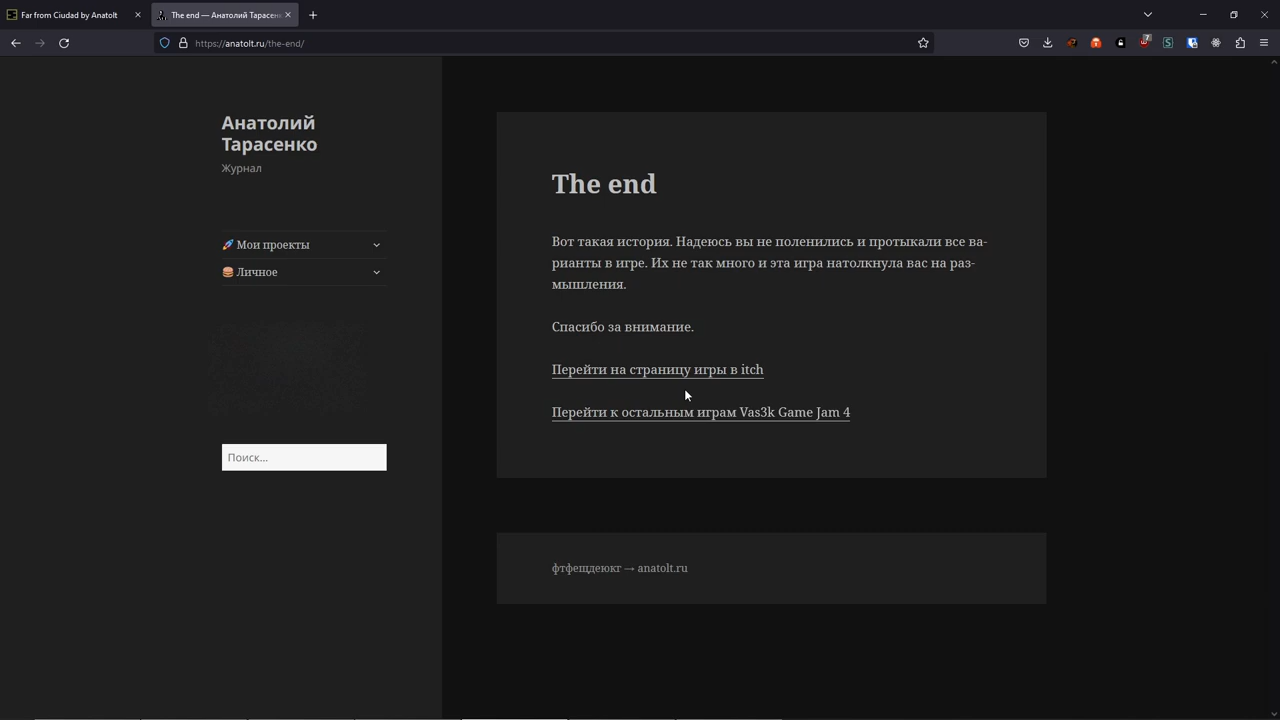 Far from Ciudad by Anatolt
The end — Анатолий Тарасен
https://anatolt.ru/the-end/
7
Анатолий
Тарасенко
Журнал
Мои проекты
Личное
Поиск…
The end
Вот такая история. Надеюсь вы не поленились и протыкали все ва-
рианты в игре. Их не так много и эта игра натолкнула вас на раз-
мышления.
Спасибо за внимание.
Перейти на страницу игры в itch
Перейти к остальным играм Vas3k Game Jam 4
фтфещдеюкг → anatolt.ru